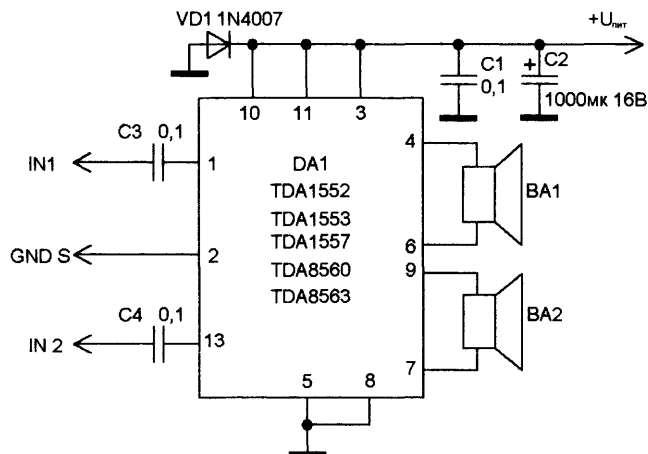 VD1 1N4007
+Uпит
10
11
3
C1
0,1
+ C2
1000мк 16В
C3 0,1
IN1
1
DA1
TDA1552
TDA1553
TDA1557
TDA8560
TDA8563
4
BA1
6
GND S
2
9
C4 0,1
IN 2
13
BA2
7
5
8